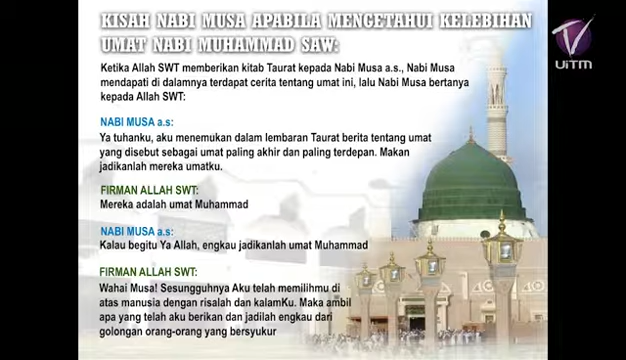 KISAH NABI MUSA APABILA MENGETAHUI KELEBIHAN
UMAT NABI MUHAMMAD SAW:
TV
UiTM
Ketika Allah SWT memberikan kitab Taurat kepada Nabi Musa a.s., Nabi Musa
mendapati di dalamnya terdapat cerita tentang umat ini, lalu Nabi Musa bertanya
kepada Allah SWT:
NABI MUSA a.s:
Ya tuhanku, aku menemukan dalam lembaran Taurat berita tentang umat
yang disebut sebagai umat paling akhir dan paling terdepan. Makan
jadikanlah mereka umatku.
FIRMAN ALLAH SWT:
Mereka adalah umat Muhammad
NABI MUSA a.s:
Kalau begitu Ya Allah, engkau jadikanlah umat Muhammad
FIRMAN ALLAH SWT:
Wahai Musa! Sesungguhnya Aku telah memilihmu di
atas manusia dengan risalah dan kalamKu. Maka ambil
apa yang telah aku berikan dan jadilah engkau dari
golongan orang-orang yang bersyukur